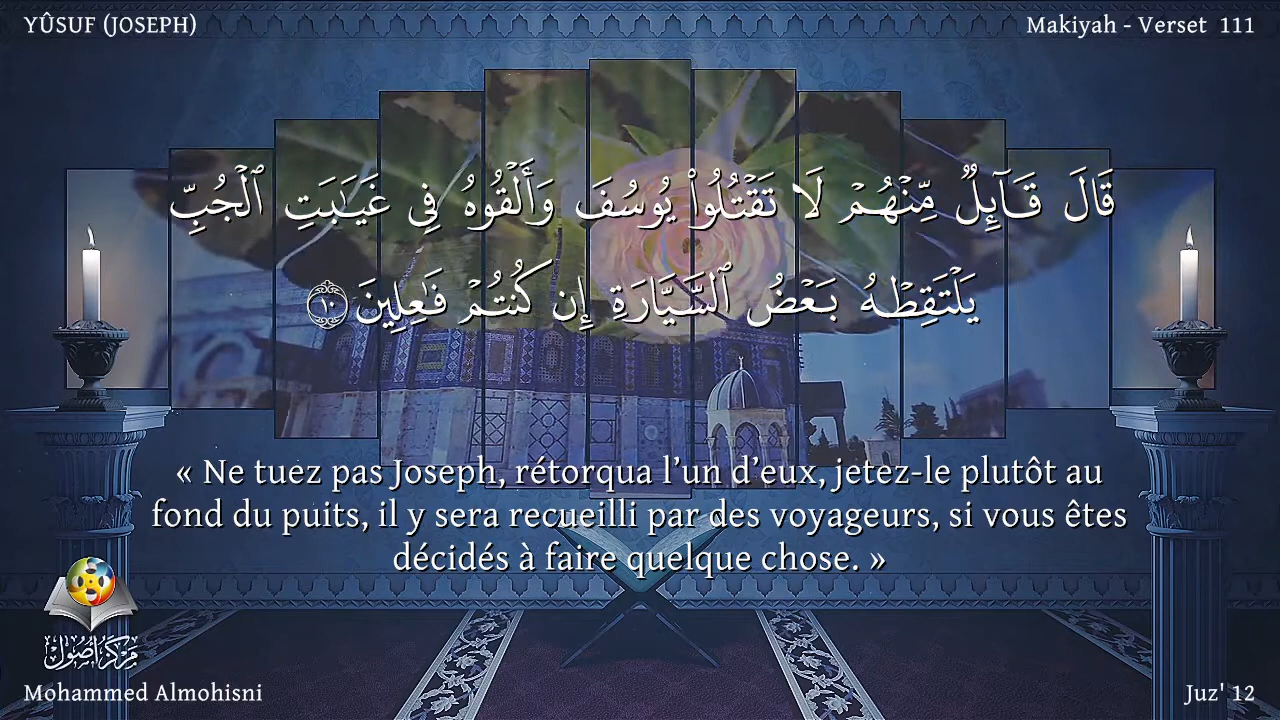 YÛSUF (JOSEPH)
Makiyah - Verset 111
قَالَ قَآئِلٌ مِّنْهُمْ لَا تَقْتُلُوا۟ يُوسُفَ وَأَلْقُوهُ فِى غَيَـٰبَتِ ٱلْجُبِّ
يَلْتَقِطْهُ بَعْضُ ٱلسَّيَّارَةِ إِن كُنتُمْ فَـٰعِلِينَ ١٠
« Ne tuez pas Joseph, rétorqua l’un d’eux, jetez-le plutôt au
fond du puits, il y sera recueilli par des voyageurs, si vous êtes
décidés à faire quelque chose. »
مركز أصول
Mohammed Almohisni
Juz' 12